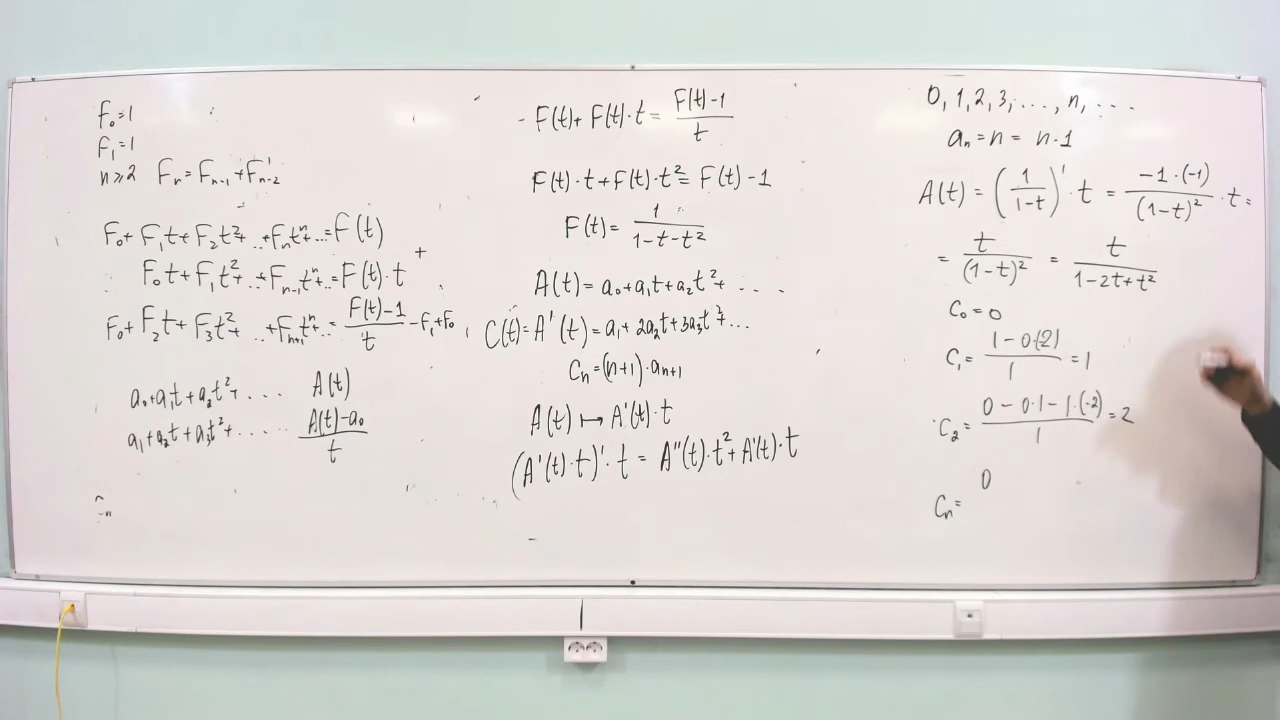 f₀=1
F₁=1
n≥2 Fₙ=Fₙ₋₁+Fₙ₋₂
F₀+F₁t+F₂t²+...+Fₙtⁿ+...=F(t)
F₀t+F₁t²+...+Fₙ₋₁tⁿ+...=F(t)·t
+
F₀+F₂t+F₃t²+...+Fₙ₊₁tⁿ+...=(F(t)-1)/t-F₁+F₀
a₀+a₁t+a₂t²+... A(t)
a₁+a₂t+a₃t²+... (A(t)-a₀)/t
F(t)+F(t)·t=(F(t)-1)/t
F(t)·t+F(t)·t²=F(t)-1
F(t)=1/(1-t-t²)
A(t)=a₀+a₁t+a₂t²+...
C(t)=A'(t)=a₁+2a₂t+3a₃t²+...
Cₙ=(n+1)·aₙ₊₁
A(t)↦A'(t)·t
(A'(t)·t)'·t=A''(t)·t²+A'(t)·t
0,1,2,3,...,n,...
aₙ=n=n·1
A(t)=(1/(1-t))'·t=(-1·(-1))/(1-t)²·t=
=t/(1-t)²=t/(1-2t+t²)
C₀=0
C₁=(1-0·(-2))/1=1
C₂=(0-0·1-1·(-2))/1=2
Cₙ= 0